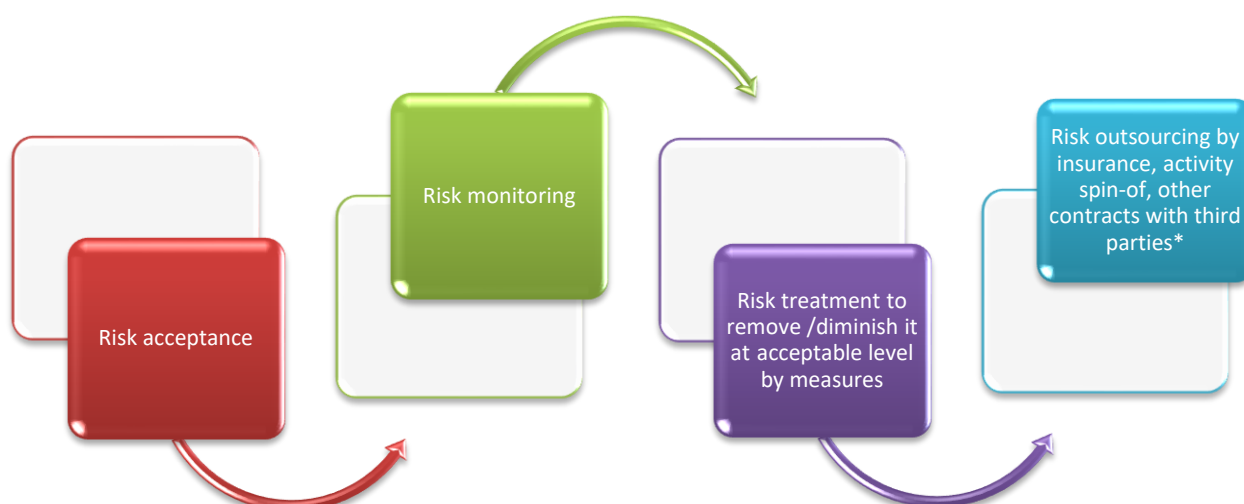 Risk acceptance
Risk monitoring
Risk treatment to
remove /diminish it
at acceptable level
by measures
Risk outsourcing by
insurance, activity
spin-of, other
contracts with third
parties*